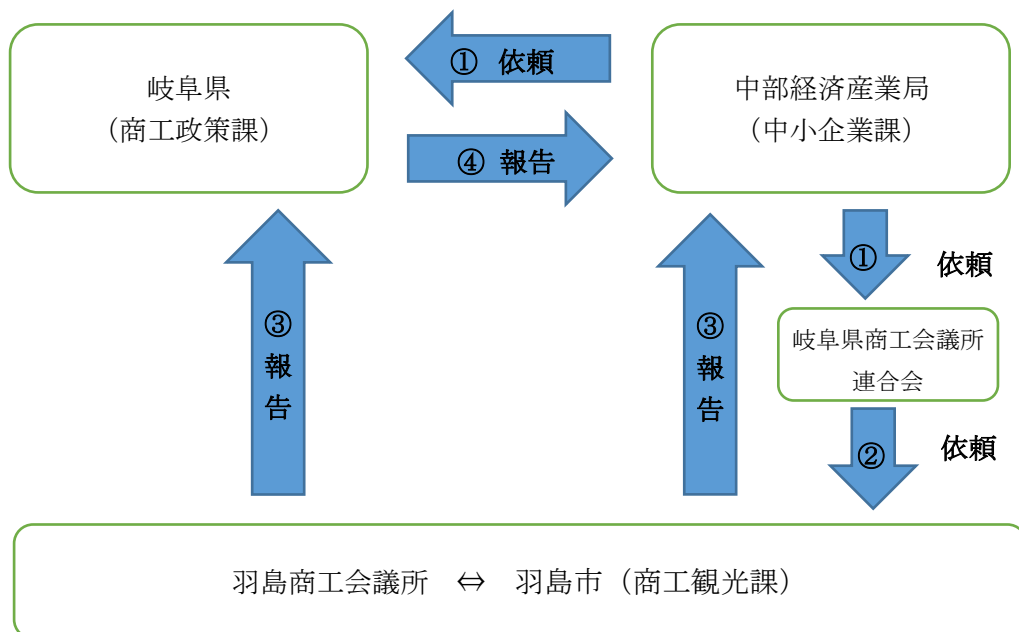 岐阜県
（商工政策課）
① 依頼
④ 報告
中部経済産業局
（中小企業課）
① 依頼
岐阜県商工会議所
連合会
② 依頼
③
報
告
③
報
告
羽島商工会議所 ⇔ 羽島市（商工観光課）